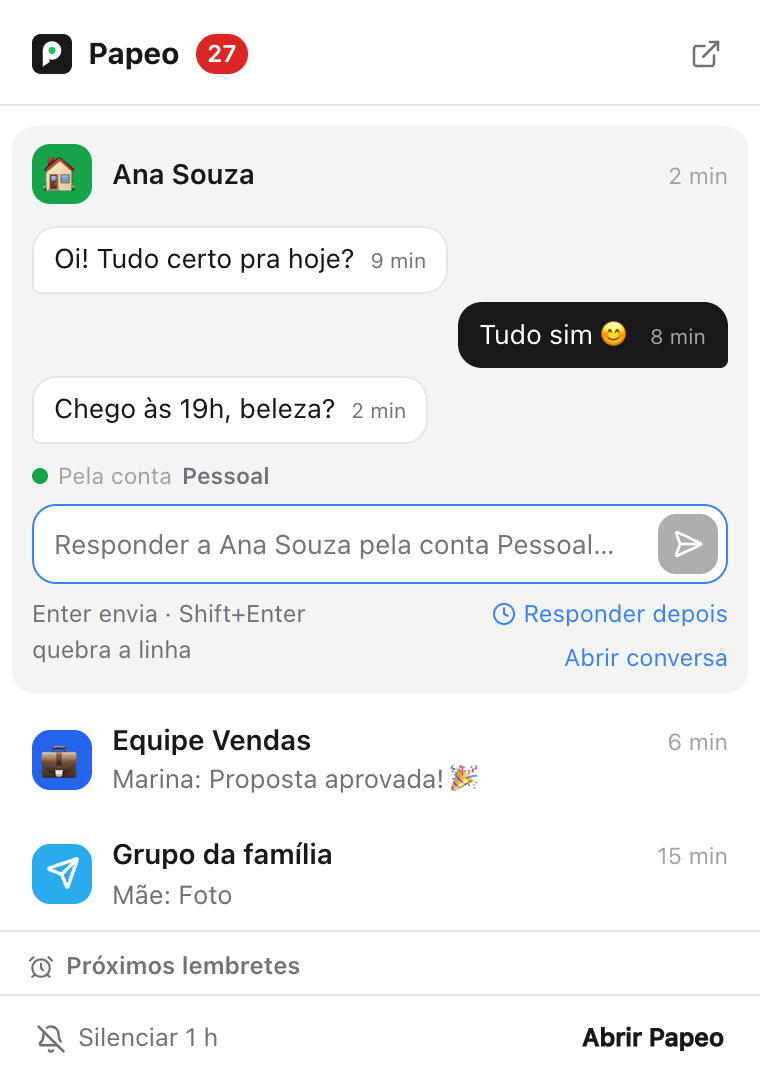 Papeo 27
Ana Souza 2 min
Oi! Tudo certo pra hoje? 9 min
Tudo sim 😊 8 min
Chego às 19h, beleza? 2 min
Pela conta Pessoal
Responder a Ana Souza pela conta Pessoal...
Enter envia · Shift+Enter
quebra a linha
Responder depois
Abrir conversa
Equipe Vendas 6 min
Marina: Proposta aprovada! 🎉
Grupo da família 15 min
Mãe: Foto
Próximos lembretes
Silenciar 1 h
Abrir Papeo